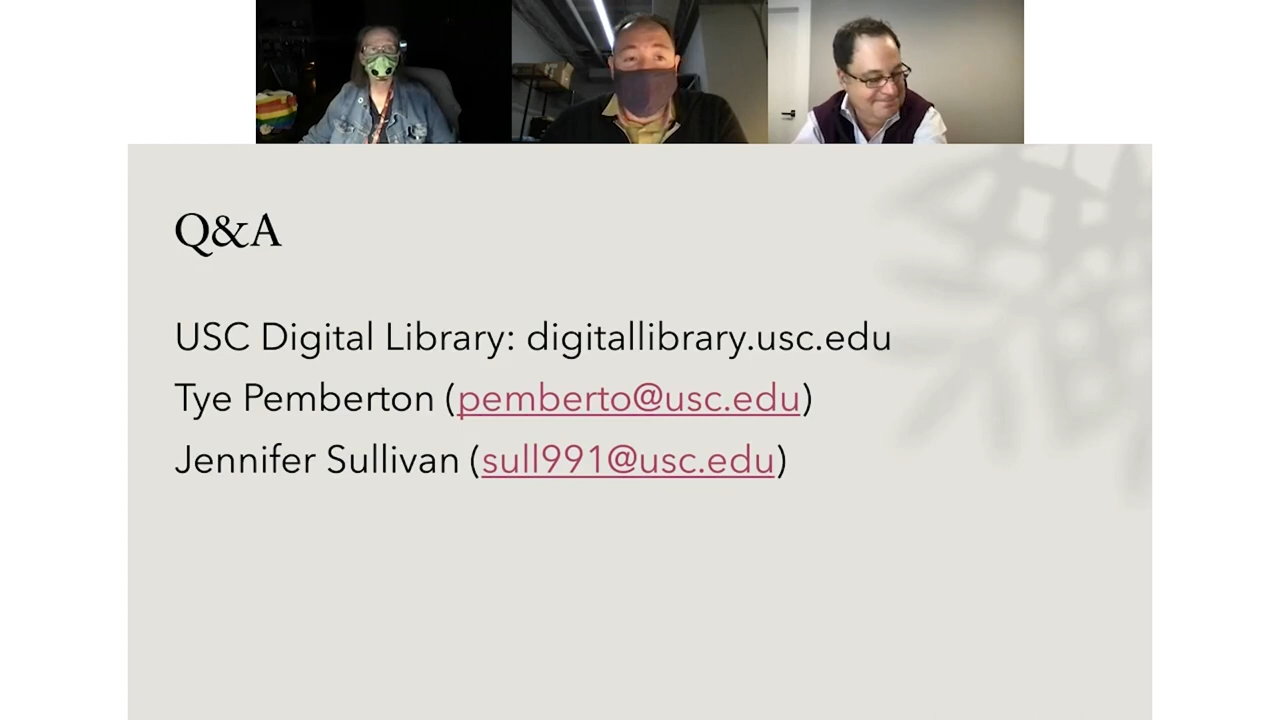 Q&A
USC Digital Library: digitallibrary.usc.edu
Tye Pemberton (pemberto@usc.edu)
Jennifer Sullivan (sull991@usc.edu)